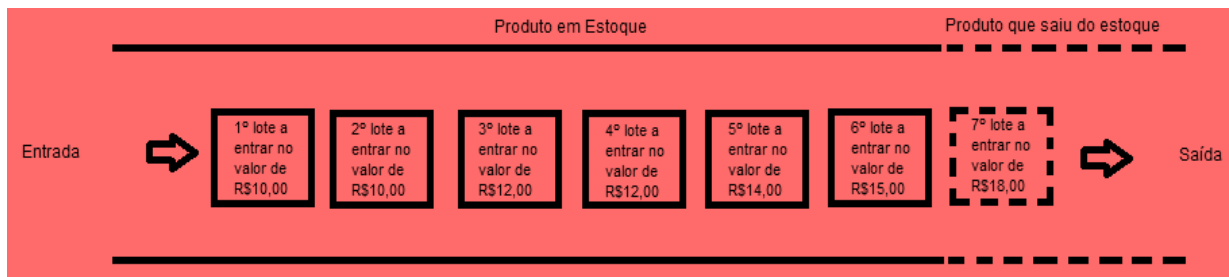 Produto em Estoque
Produto que saiu do estoque
Entrada
1º lote a
entrar no
valor de
R$10,00
2º lote a
entrar no
valor de
R$10,00
3º lote a
entrar no
valor de
R$12,00
4º lote a
entrar no
valor de
R$12,00
5º lote a
entrar no
valor de
R$14,00
6º lote a
entrar no
valor de
R$15,00
7º lote a
entrar no
valor de
R$18,00
Saída